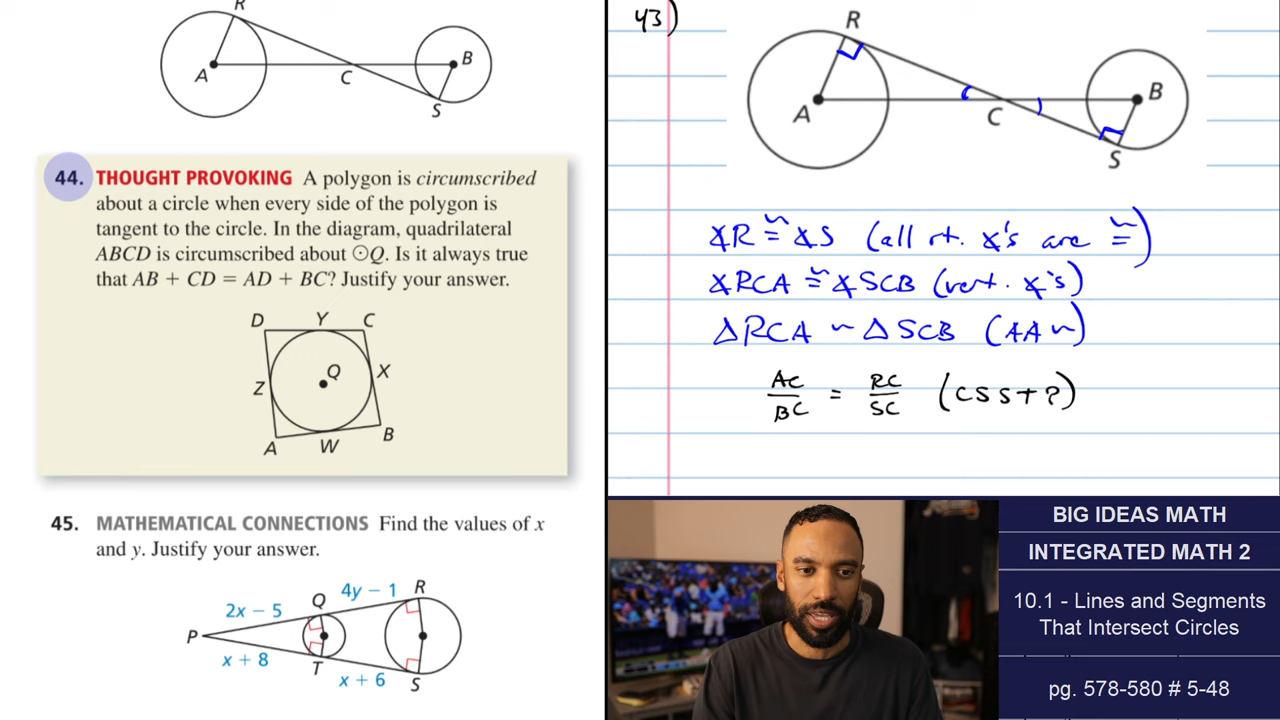 R
A
C
B
S
44. THOUGHT PROVOKING A polygon is circumscribed
about a circle when every side of the polygon is
tangent to the circle. In the diagram, quadrilateral
ABCD is circumscribed about ⊙Q. Is it always true
that AB + CD = AD + BC? Justify your answer.
D Y C
Q X
Z
B
A W
45. MATHEMATICAL CONNECTIONS Find the values of x
and y. Justify your answer.
4y − 1 R
Q
2x − 5
P
x + 8
T
x + 6 S
43)
R
B
A
C
S
∡R ≅ ∡S (all rt. ∡'s are ≅)
∡RCA ≅ ∡SCB (vert. ∡'s)
△RCA ~ △SCB (AA ~)
AC/BC = RC/SC (CSSTP)
BIG IDEAS MATH
INTEGRATED MATH 2
10.1 - Lines and Segments
That Intersect Circles
pg. 578-580 # 5-48